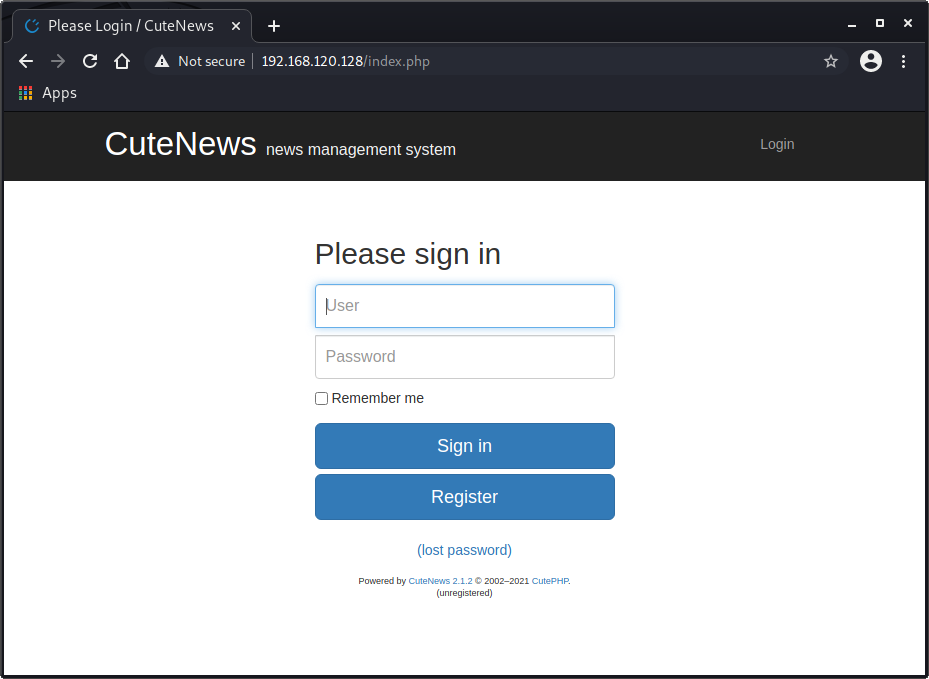 Please Login / CuteNews
Not secure 192.168.120.128/index.php
Apps
CuteNews news management system
Login
Please sign in
User
Password
Remember me
Sign in
Register
(lost password)
Powered by CuteNews 2.1.2 © 2002–2021 CutePHP.
(unregistered)